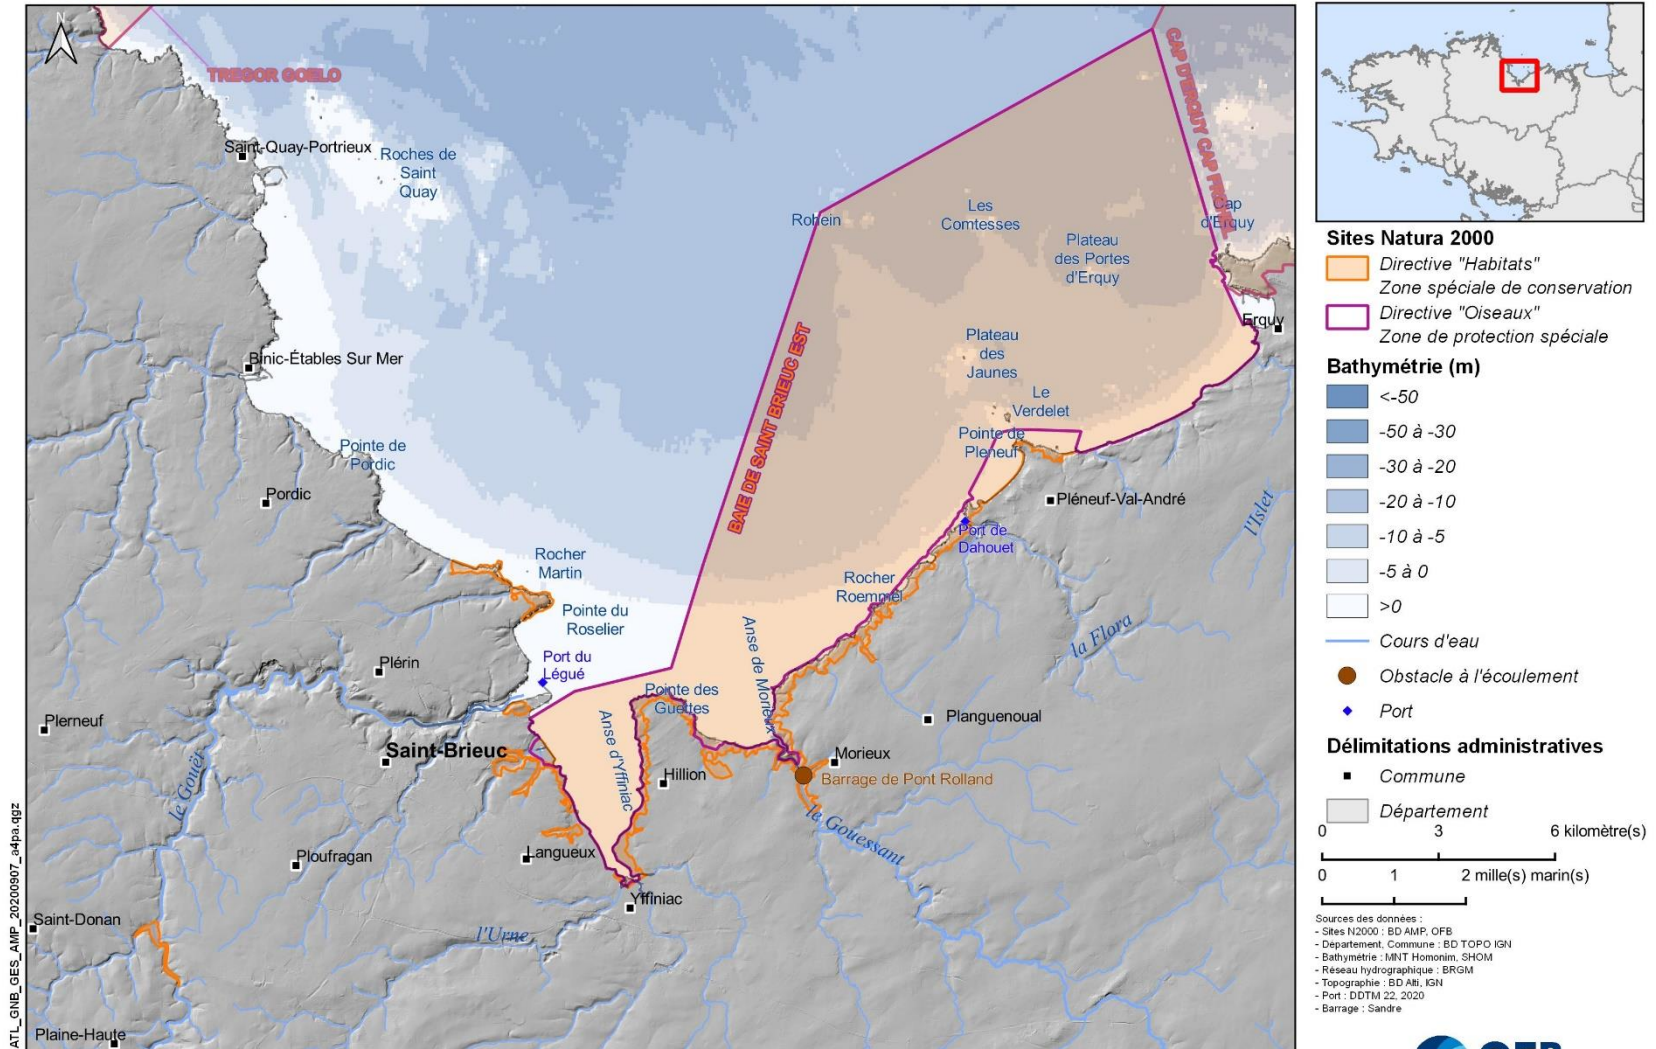 N
TREGOR GOELO
Saint-Quay-Portrieux
Roches de
Saint
Quay
CAP D'ERQUY CAP FREHEL
Rohein
Les
Comtesses
Cap
d'Erquy
Plateau
des Portes
d'Erquy
Erquy
Plateau
des
Jaunes
Binic-Étables Sur Mer
BAIE DE SAINT BRIEUC EST
Le
Verdelet
Pointe de
Pordic
Pointe de
Pleneuf
Pordic
Pléneuf-Val-André
l'Islet
Port de
Dahouet
Rocher
Martin
Rocher
Roemmel
Pointe du
Roselier
la Flora
Anse de Morieux
Port du
Légué
Plérin
Pointe des
Guettes
Plerneuf
Planguenoual
Saint-Brieuc
Anse d'Yffiniac
Morieux
Hillion
Barrage de Pont Rolland
le Gouët
le Gouessant
Ploufragan
Langueux
Yffiniac
Saint-Donan
l'Urne
Plaine-Haute
ATL_GNB_GES_AMP_20200907_a4pa.qgz
Sites Natura 2000
Directive "Habitats"
Zone spéciale de conservation
Directive "Oiseaux"
Zone de protection spéciale
Bathymétrie (m)
<-50
-50 à -30
-30 à -20
-20 à -10
-10 à -5
-5 à 0
>0
Cours d'eau
Obstacle à l'écoulement
Port
Délimitations administratives
Commune
Département
0 3 6 kilomètre(s)
0 1 2 mille(s) marin(s)
Sources des données :
- Sites N2000 : BD AMP, OFB
- Département, Commune : BD TOPO IGN
- Bathymétrie : MNT Homonim, SHOM
- Réseau hydrographique : BRGM
- Topographie : BD Alti, IGN
- Port : DDTM 22, 2020
- Barrage : Sandre
OFB